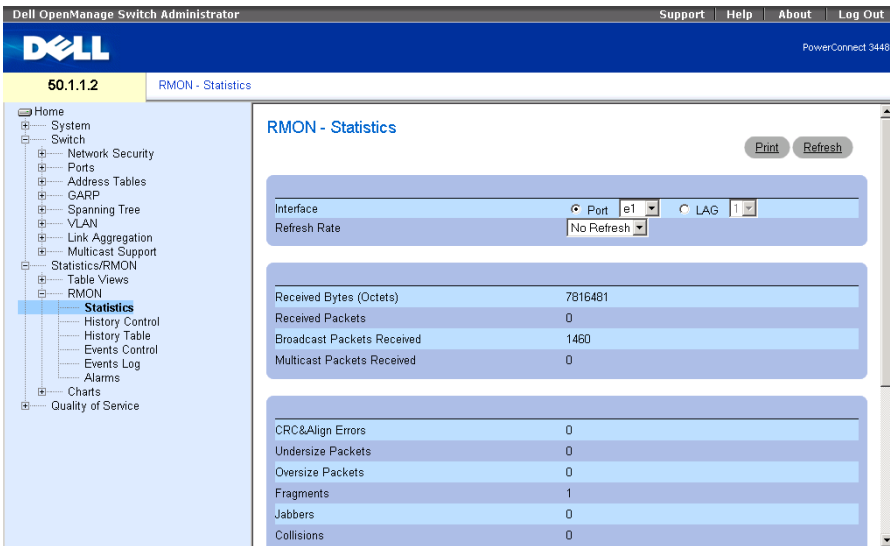 Dell OpenManage Switch Administrator Support Help About Log Out
DELL
PowerConnect 3448
50.1.1.2 RMON - Statistics
Home
System
Switch
Network Security
Ports
Address Tables
GARP
Spanning Tree
VLAN
Link Aggregation
Multicast Support
Statistics/RMON
Table Views
RMON
Statistics
History Control
History Table
Events Control
Events Log
Alarms
Charts
Quality of Service
RMON - Statistics
Print Refresh
Interface Port e1 LAG 1
Refresh Rate No Refresh
Received Bytes (Octets) 7816481
Received Packets 0
Broadcast Packets Received 1460
Multicast Packets Received 0
CRC&Align Errors 0
Undersize Packets 0
Oversize Packets 0
Fragments 1
Jabbers 0
Collisions 0